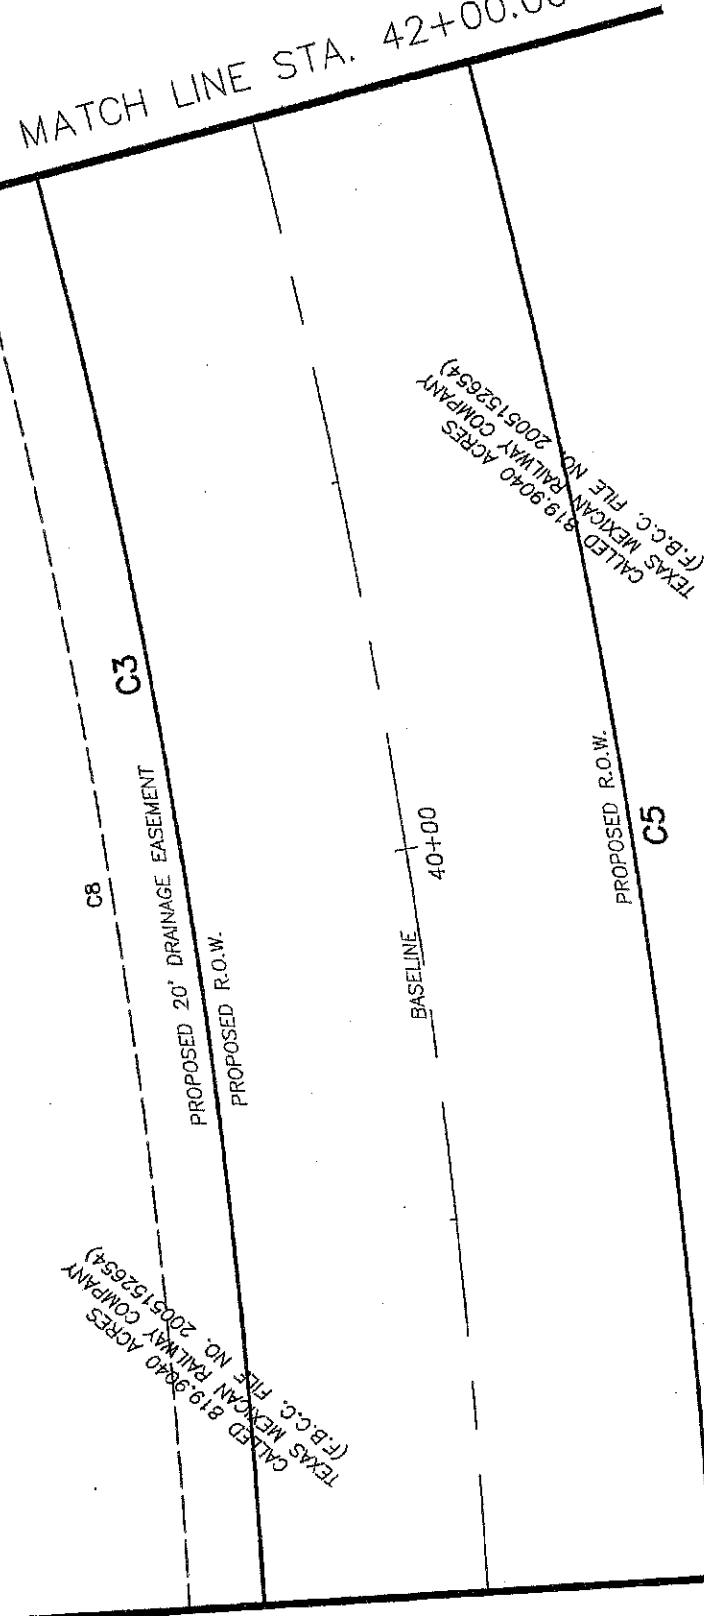 MATCH LINE STA. 42+00.00
CALLED 819.9040 ACRES
TEXAS MEXICAN RAILWAY COMPANY
(F.B.C.C. FILE NO. 2005152654)
C3
PROPOSED 20' DRAINAGE EASEMENT
C8
PROPOSED R.O.W.
BASELINE
40+00
PROPOSED R.O.W.
C5
CALLED 819.9040 ACRES
TEXAS MEXICAN RAILWAY COMPANY
(F.B.C.C. FILE NO. 2005152654)